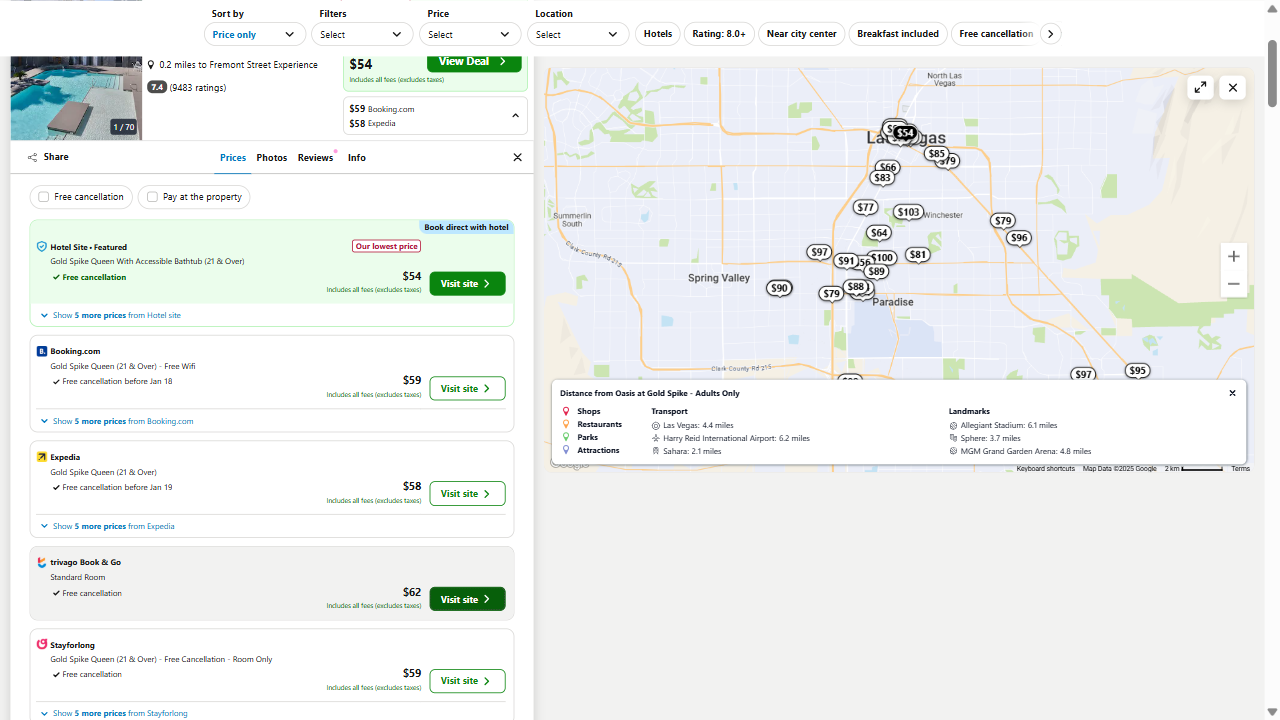 Sort by
Filters
Price
Location
Price only
Select
Select
Select
Hotels
Rating: 8.0+
Near city center
Breakfast included
Free cancellation
0.2 miles to Fremont Street Experience
7.4 (9483 ratings)
1 / 70
$54
View Deal
Includes all fees (excludes taxes)
$59 Booking.com
$58 Expedia
Share
Prices
Photos
Reviews
Info
Free cancellation
Pay at the property
Book direct with hotel
Hotel Site • Featured
Our lowest price
Gold Spike Queen With Accessible Bathtub (21 & Over)
Free cancellation
$54
Includes all fees (excludes taxes)
Visit site
Show 5 more prices from Hotel site
Booking.com
Gold Spike Queen (21 & Over) - Free Wifi
Free cancellation before Jan 18
$59
Includes all fees (excludes taxes)
Visit site
Show 5 more prices from Booking.com
Expedia
Gold Spike Queen (21 & Over)
Free cancellation before Jan 19
$58
Includes all fees (excludes taxes)
Visit site
Show 5 more prices from Expedia
trivago Book & Go
Standard Room
Free cancellation
$62
Includes all fees (excludes taxes)
Visit site
Stayforlong
Gold Spike Queen (21 & Over) - Free Cancellation - Room Only
Free cancellation
$59
Includes all fees (excludes taxes)
Visit site
Show 5 more prices from Stayforlong
North Las
Vegas
$54
$85
$79
$66
$83
$77
$103
Winchester
Summerlin
South
$79
$64
$96
Clark County Rd 215
$97
$91
$100
$81
$89
Spring Valley
$90
$79
$88
Paradise
Clark County Rd 215
$97
$95
Distance from Oasis at Gold Spike - Adults Only
Shops
Restaurants
Parks
Attractions
Transport
Las Vegas: 4.4 miles
Harry Reid International Airport: 6.2 miles
Sahara: 2.1 miles
Landmarks
Allegiant Stadium: 6.1 miles
Sphere: 3.7 miles
MGM Grand Garden Arena: 4.8 miles
Keyboard shortcuts
Map Data ©2025 Google
2 km
Terms